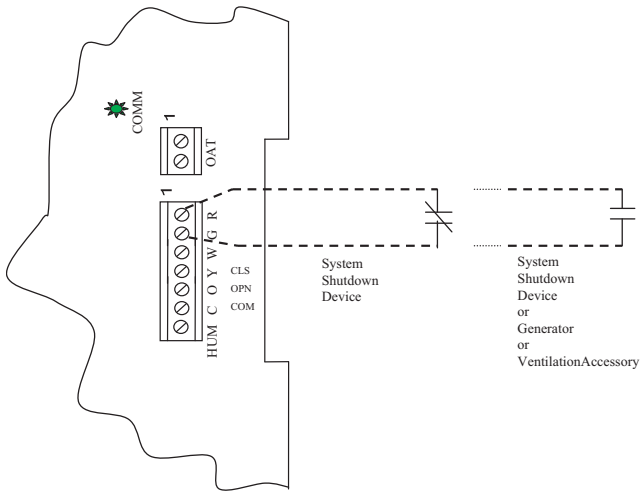 COMM
1
OAT
1
HUM C O Y W G R
CLS
OPN
COM
System
Shutdown
Device
System
Shutdown
Device
or
Generator
or
VentilationAccessory